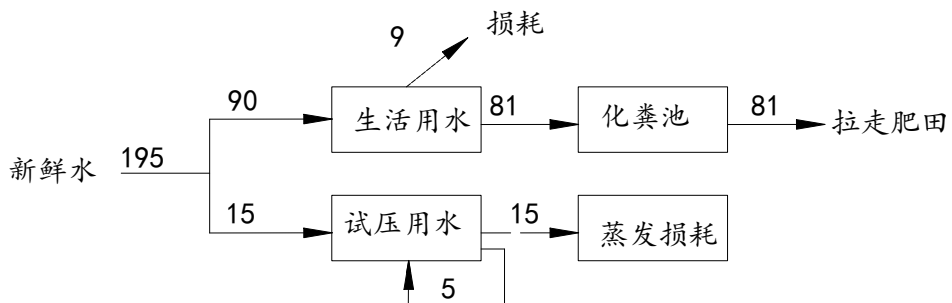 9 损耗
90 生活用水 81 化粪池 81 拉走肥田
新鲜水 195
15 试压用水 15 蒸发损耗
5